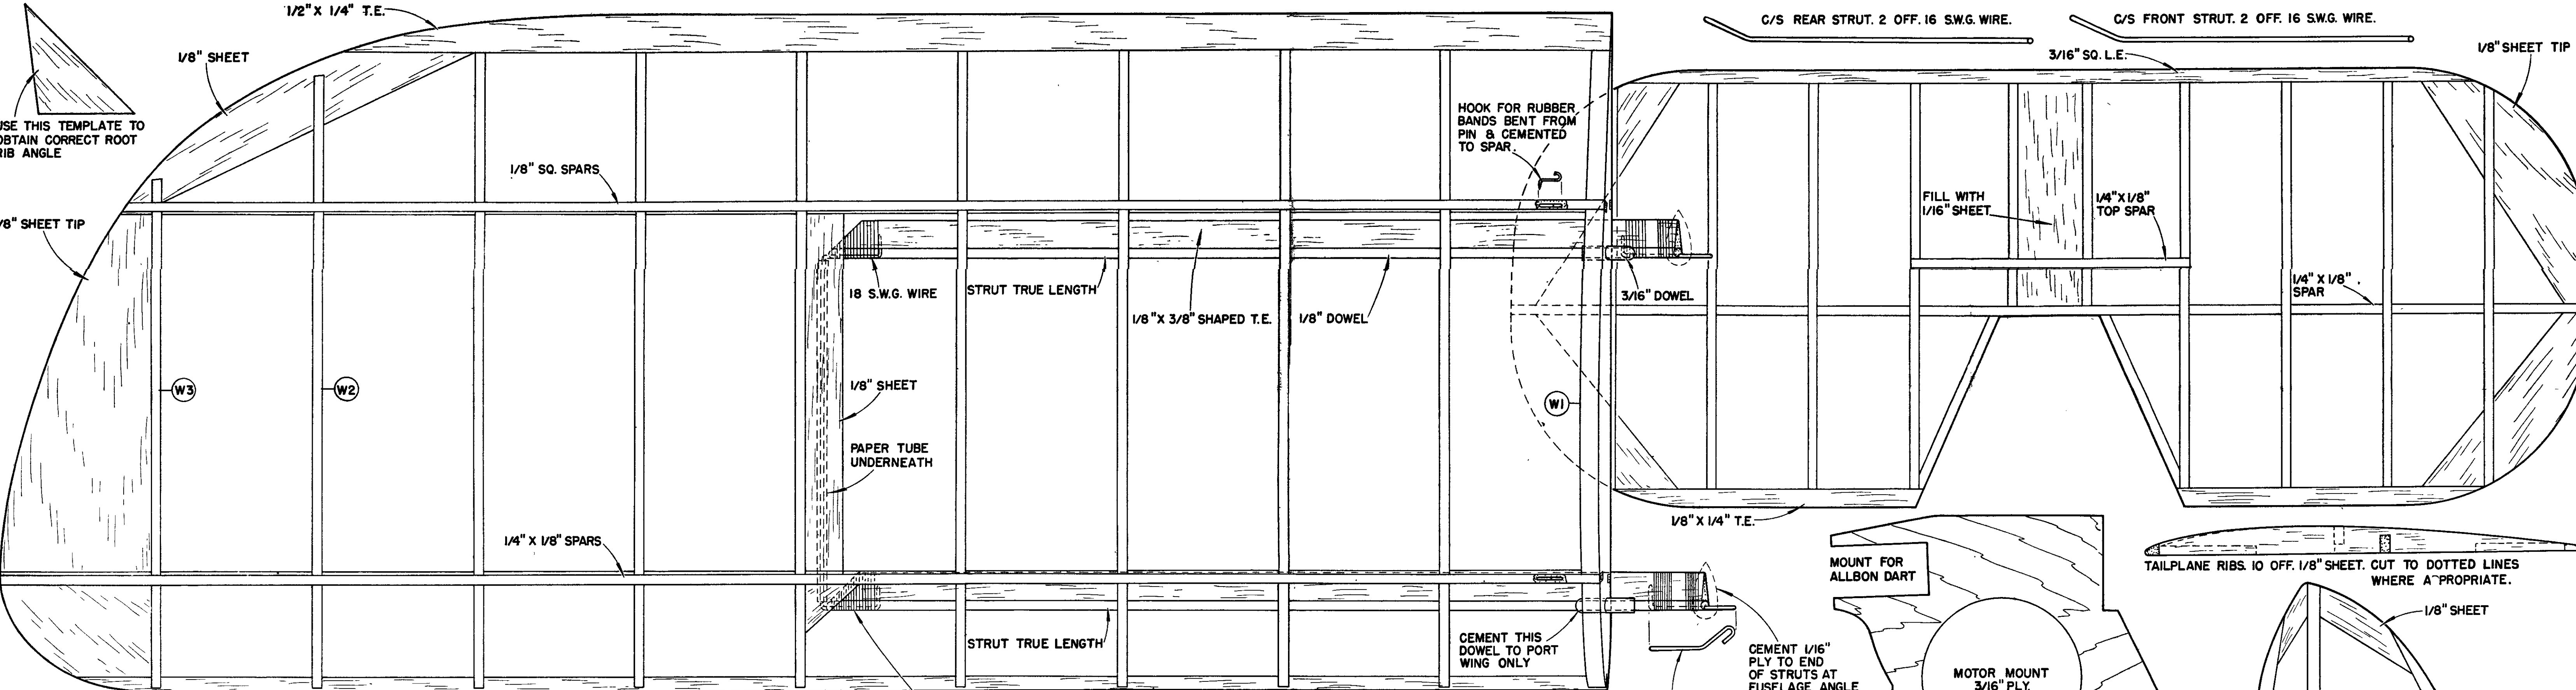 1/2" X 1/4" T.E.
1/8" SHEET
USE THIS TEMPLATE TO
OBTAIN CORRECT ROOT
RIB ANGLE
1/8" SHEET TIP
1/8" SQ. SPARS
HOOK FOR RUBBER
BANDS BENT FROM
PIN & CEMENTED
TO SPAR.
C/S REAR STRUT. 2 OFF. 16 S.W.G. WIRE.
C/S FRONT STRUT. 2 OFF. 16 S.W.G. WIRE.
3/16" SQ. L.E.
1/8" SHEET TIP
FILL WITH
1/16" SHEET
1/4" X 1/8"
TOP SPAR
1/4" X 1/8"
SPAR
18 S.W.G. WIRE
STRUT TRUE LENGTH
1/8" X 3/8" SHAPED T.E.
1/8" DOWEL
3/16" DOWEL
W3
W2
1/8" SHEET
W1
PAPER TUBE
UNDERNEATH
1/4" X 1/8" SPARS
STRUT TRUE LENGTH
CEMENT THIS
DOWEL TO PORT
WING ONLY
CEMENT 1/16"
PLY TO END
OF STRUTS AT
FUSELAGE ANGLE
1/8" X 1/4" T.E.
MOUNT FOR
ALLBON DART
MOTOR MOUNT
3/16" PLY.
TAILPLANE RIBS. 10 OFF. 1/8" SHEET. CUT TO DOTTED LINES
WHERE APPROPRIATE.
1/8" SHEET